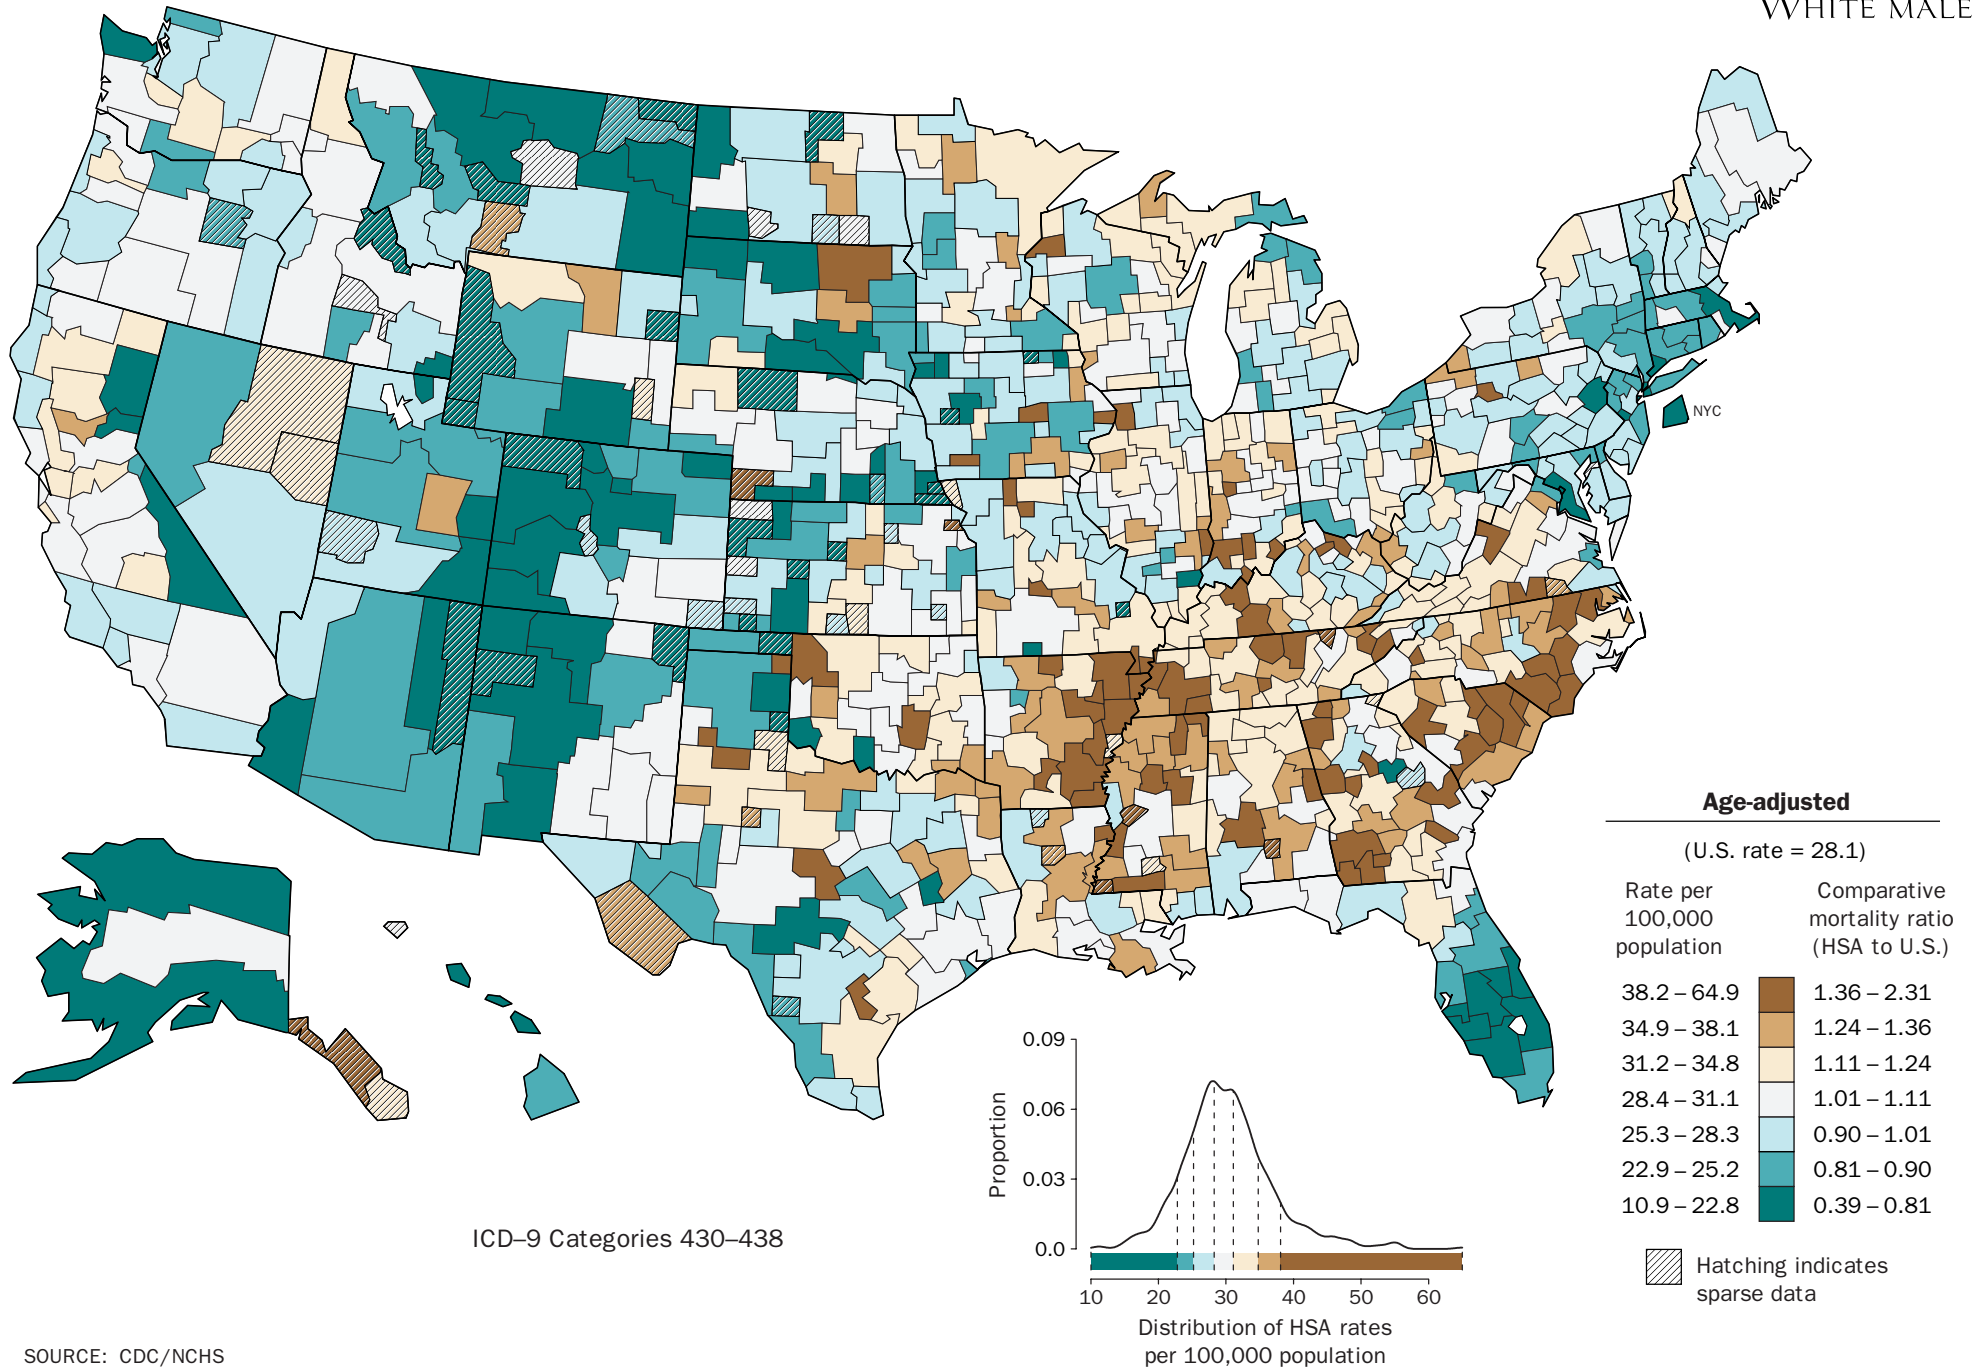 WHITE MALE
NYC
Age-adjusted
(U.S. rate = 28.1)
Rate per 100,000 population
Comparative mortality ratio (HSA to U.S.)
38.2 – 64.9 1.36 – 2.31
34.9 – 38.1 1.24 – 1.36
31.2 – 34.8 1.11 – 1.24
28.4 – 31.1 1.01 – 1.11
25.3 – 28.3 0.90 – 1.01
22.9 – 25.2 0.81 – 0.90
10.9 – 22.8 0.39 – 0.81
Hatching indicates
sparse data
Proportion
0.09
0.06
0.03
0.0
10 20 30 40 50 60
Distribution of HSA rates
per 100,000 population
ICD–9 Categories 430–438
SOURCE: CDC/NCHS